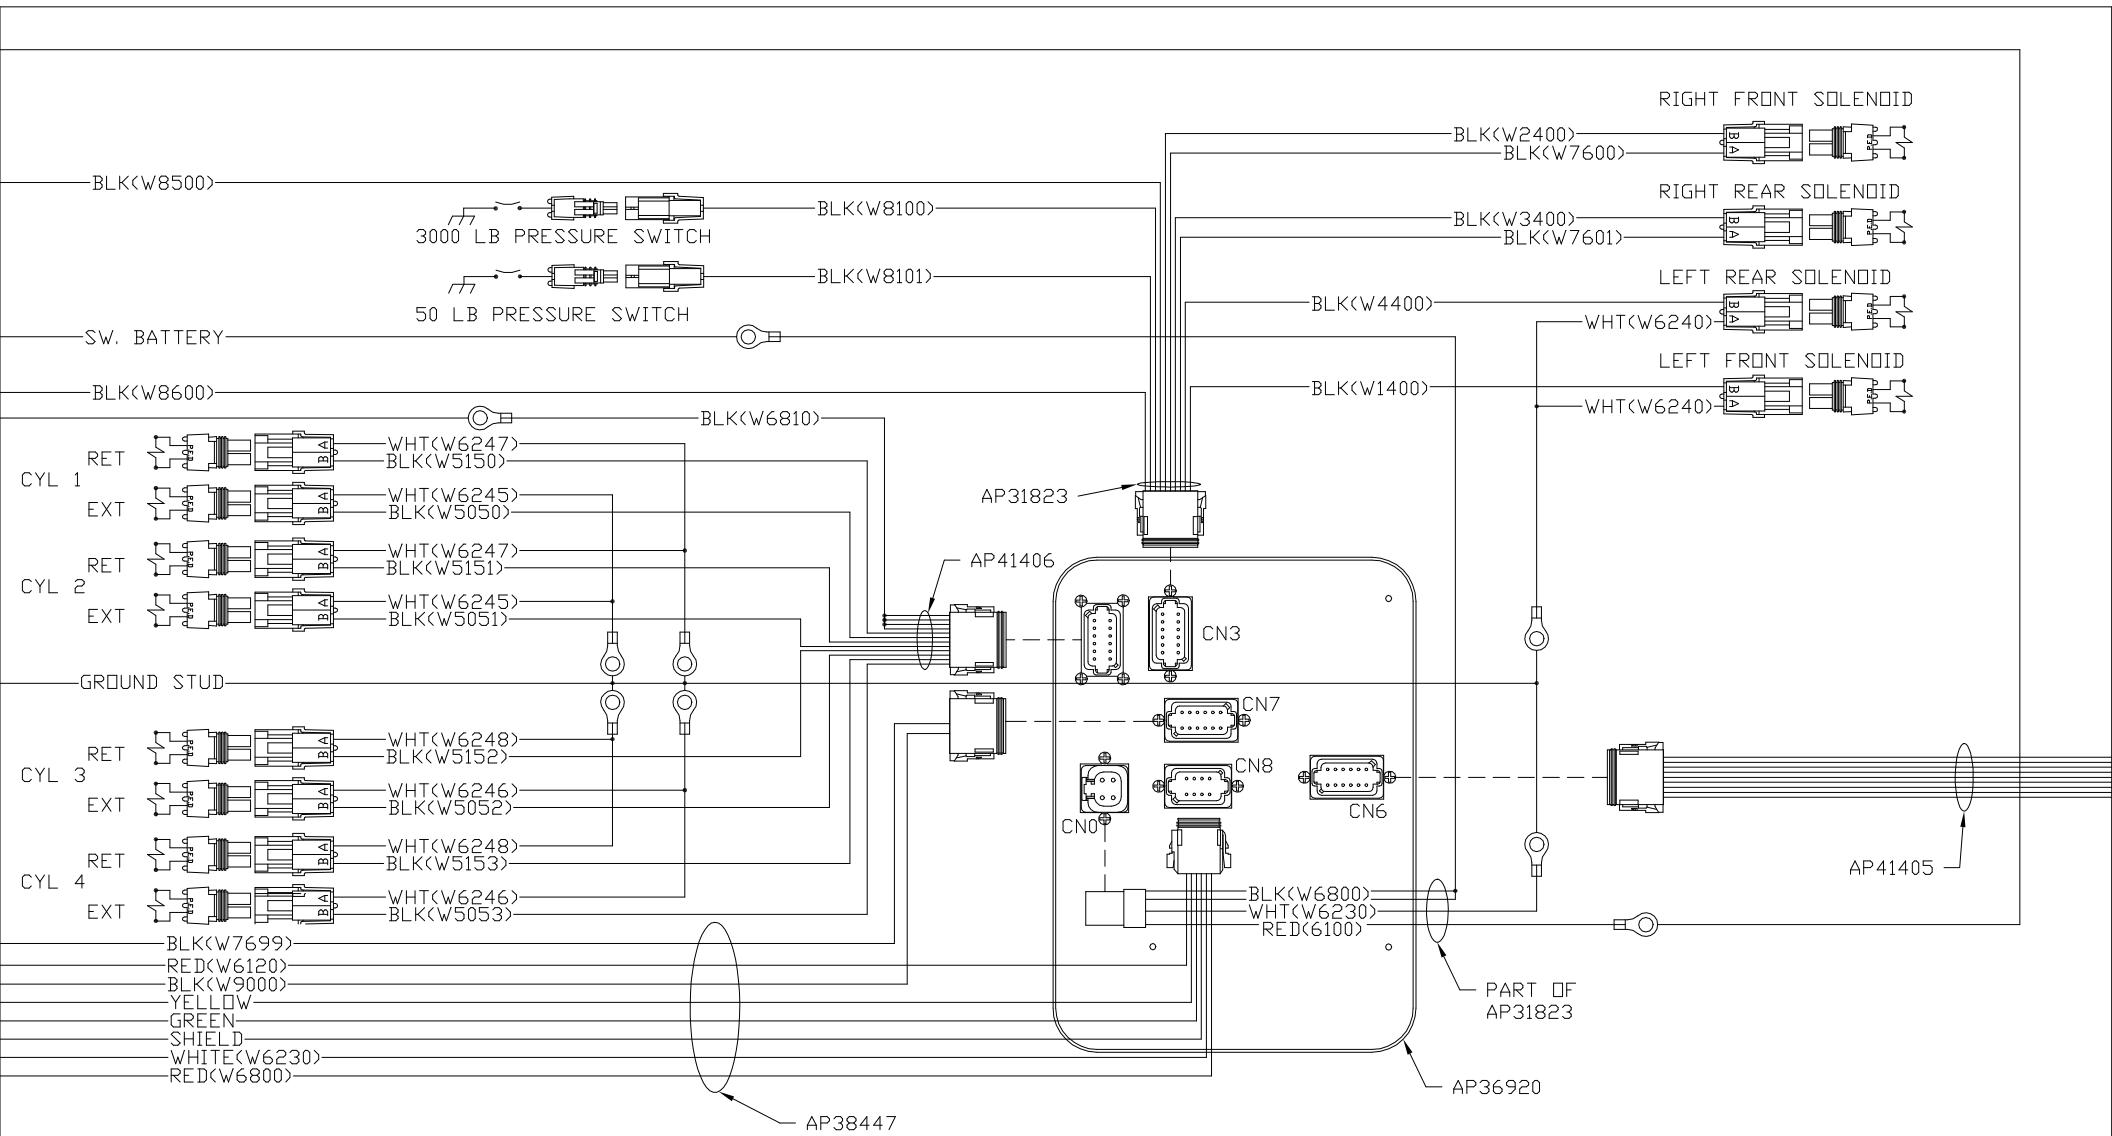 RIGHT FRONT SOLENOID
BLK(W2400)
B A
BLK(W7600)
BLK(W8500)
RIGHT REAR SOLENOID
BLK(W8100)
BLK(W3400)
B A
3000 LB PRESSURE SWITCH
BLK(W7601)
BLK(W8101)
LEFT REAR SOLENOID
50 LB PRESSURE SWITCH
BLK(W4400)
B A
WHT(W6240)
SW. BATTERY
LEFT FRONT SOLENOID
BLK(W8600)
BLK(W1400)
B A
WHT(W6240)
BLK(W6810)
CYL 1
RET
A B
WHT(W6247)
BLK(W5150)
EXT
A B
WHT(W6245)
BLK(W5050)
AP31823
CYL 2
RET
A B
WHT(W6247)
BLK(W5151)
AP41406
EXT
A B
WHT(W6245)
BLK(W5051)
CN3
GROUND STUD
CN7
CYL 3
RET
A B
WHT(W6248)
BLK(W5152)
CN8
EXT
A B
WHT(W6246)
BLK(W5052)
CN6
CN0
CYL 4
RET
A B
WHT(W6248)
BLK(W5153)
AP41405
EXT
A B
WHT(W6246)
BLK(W5053)
BLK(W6800)
WHT(W6230)
RED(6100)
BLK(W7699)
RED(W6120)
BLK(W9000)
YELLOW
GREEN
SHIELD
WHITE(W6230)
RED(W6800)
PART OF
AP31823
AP36920
AP38447